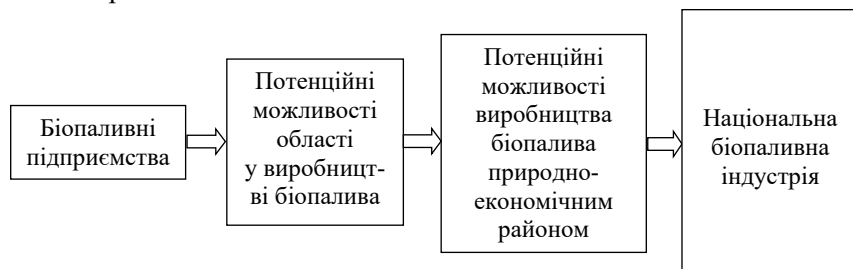 Біопаливні
підприємства
Потенційні
можливості
області
у виробницт-
ві біопалива
Потенційні
можливості
виробництва
біопалива
природно-
економічним
районом
Національна
біопаливна
індустрія